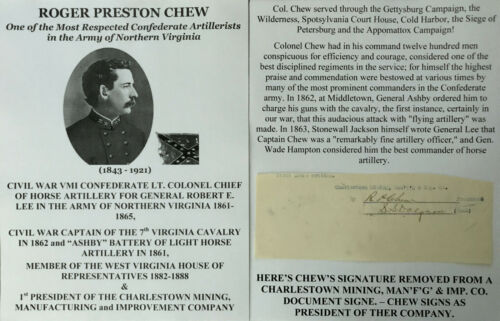 ROGER PRESTON CHEW
One of the Most Respected Confederate Artillerists
in the Army of Northern Virginia
(1843 - 1921)
CIVIL WAR VMI CONFEDERATE LT. COLONEL CHIEF
OF HORSE ARTILLERY FOR GENERAL ROBERT E.
LEE IN THE ARMY OF NORTHERN VIRGINIA 1861-
1865,
CIVIL WAR CAPTAIN OF THE 7th VIRGINIA CAVALRY
IN 1862 and “ASHBY” BATTERY OF LIGHT HORSE
ARTILLERY IN 1861,
MEMBER OF THE WEST VIRGINIA HOUSE OF
REPRESENTATIVES 1882-1888
&
1st PRESIDENT OF THE CHARLESTOWN MINING,
MANUFACTURING and IMPROVEMENT COMPANY
Col. Chew served through the Gettysburg Campaign, the
Wilderness, Spotsylvania Court House, Cold Harbor, the Siege of
Petersburg and the Appomattox Campaign!
Colonel Chew had in his command twelve hundred men
conspicuous for efficiency and courage, considered one of the
best disciplined regiments in the service; for himself the highest
praise and commendation were bestowed at various times by
many of the most prominent commanders in the Confederate
army. In 1862, at Middletown, General Ashby ordered him to
charge his guns with the cavalry, the first instance, certainly in
our war, that this audacious attack with "flying artillery" was
made. In 1863, Stonewall Jackson himself wrote General Lee that
Captain Chew was a "remarkably fine artillery officer," and Gen.
Wade Hampton considered him the best commander of horse
artillery.
Charlestown Mining,
by R P Chew
HERE'S CHEW'S SIGNATURE REMOVED FROM A
CHARLESTOWN MINING, MAN'F'G' & IMP. CO.
DOCUMENT SIGNE. – CHEW SIGNS AS
PRESIDENT OF THER COMPANY.